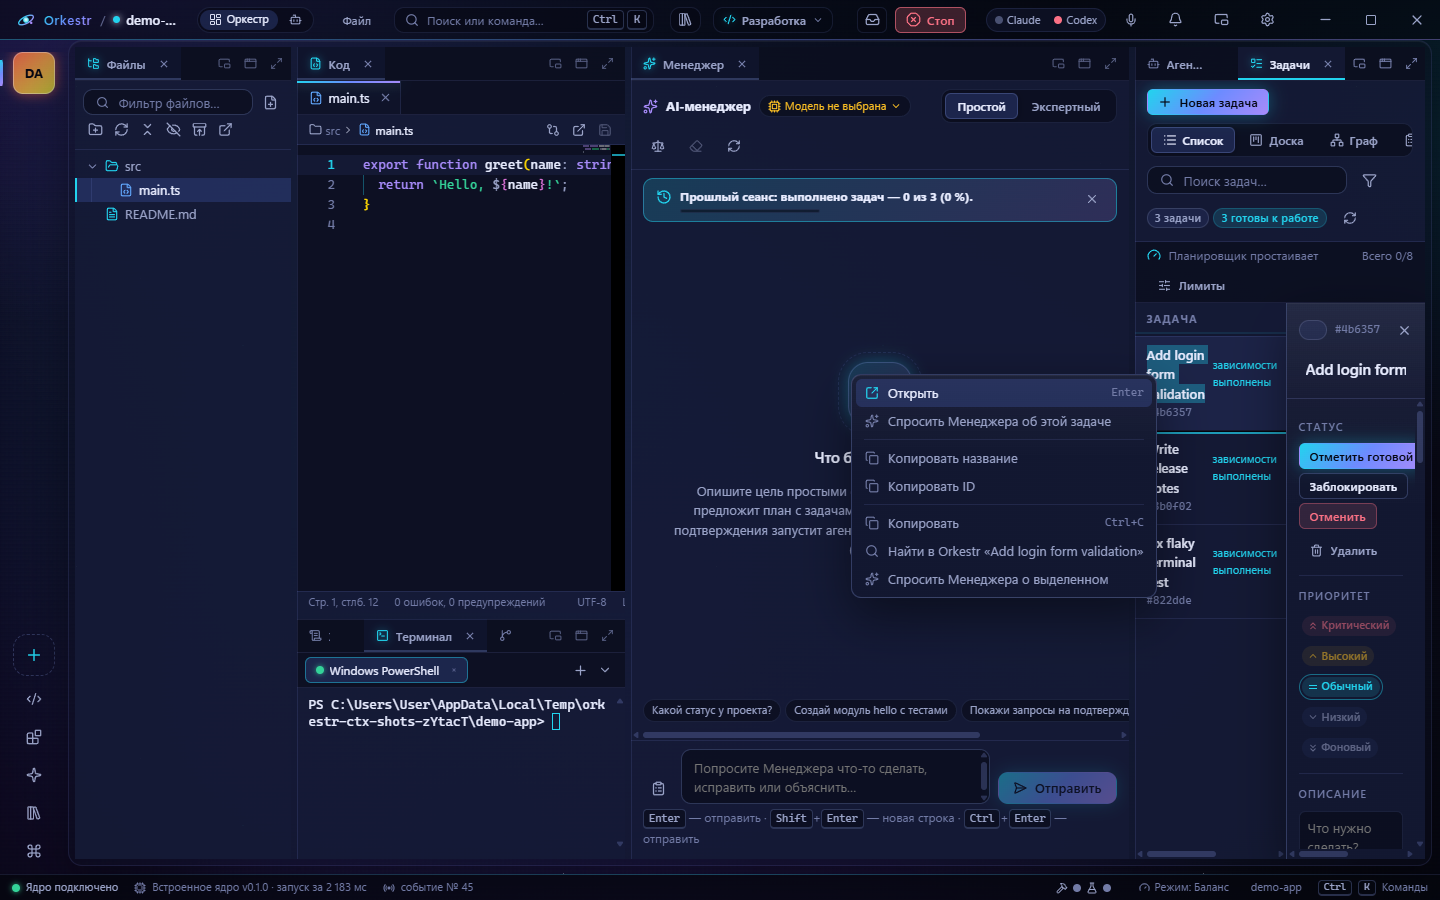 Orkestr / demo-... Оркестр Файл Поиск или команда... Ctrl K Разработка Стоп Claude Codex
DA
Файлы
Фильтр файлов...
src
main.ts
README.md
Код
main.ts
src > main.ts
1 export function greet(name: strin
2 return `Hello, ${name}!`;
3 }
4
Стр. 1, стлб. 12 0 ошибок, 0 предупреждений UTF-8
Терминал
Windows PowerShell
PS C:\Users\User\AppData\Local\Temp\ork
estr-ctx-shots-zYtacT\demo-app>
Менеджер
AI-менеджер Модель не выбрана Простой Экспертный
Прошлый сеанс: выполнено задач — 0 из 3 (0 %).
Что б
Опишите цель простыми
предложит план с задачам
подтверждения запустит аген
Открыть Enter
Спросить Менеджера об этой задаче
Копировать название
Копировать ID
Копировать Ctrl+C
Найти в Orkestr «Add login form validation»
Спросить Менеджера о выделенном
Какой статус у проекта? Создай модуль hello с тестами Покажи запросы на подтвержд
Попросите Менеджера что-то сделать,
исправить или объяснить...
Отправить
Enter — отправить · Shift + Enter — новая строка · Ctrl + Enter —
отправить
Аген... Задачи
Новая задача
Список Доска Граф
Поиск задач...
3 задачи 3 готовы к работе
Планировщик простаивает Всего 0/8
Лимиты
ЗАДАЧА
Add login
form
alidation
4b6357
зависимости
выполнены
rite
elease
otes
4b0f02
зависимости
выполнены
x flaky
erminal
est
#822dde
зависимости
выполнены
#4b6357
Add login form
СТАТУС
Отметить готовой
Заблокировать
Отменить
Удалить
ПРИОРИТЕТ
Критический
Высокий
Обычный
Низкий
Фоновый
ОПИСАНИЕ
Что нужно
сделать?
Ядро подключено Встроенное ядро v0.1.0 · запуск за 2 183 мс событие № 45 Режим: Баланс demo-app Ctrl K Команды